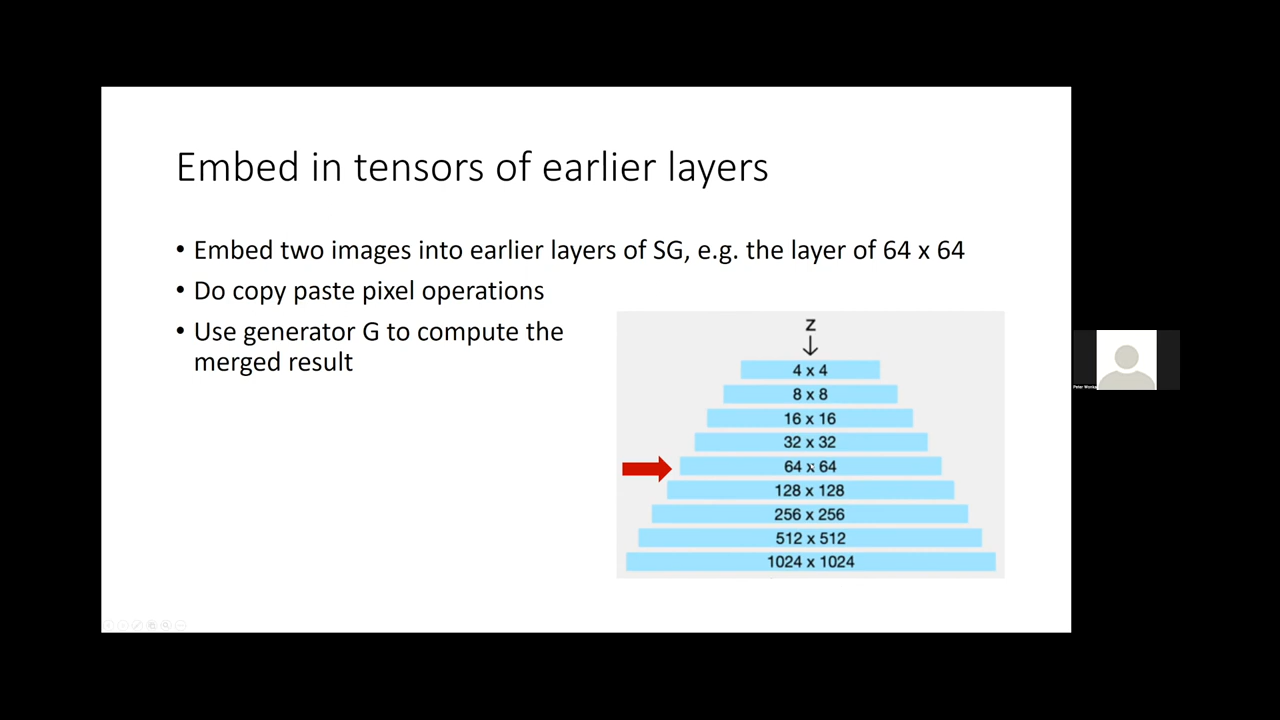 Embed in tensors of earlier layers
• Embed two images into earlier layers of SG, e.g. the layer of 64 x 64
• Do copy paste pixel operations
• Use generator G to compute the
merged result
z
4 x 4
8 x 8
16 x 16
32 x 32
64 x 64
128 x 128
256 x 256
512 x 512
1024 x 1024
Peter Wonka